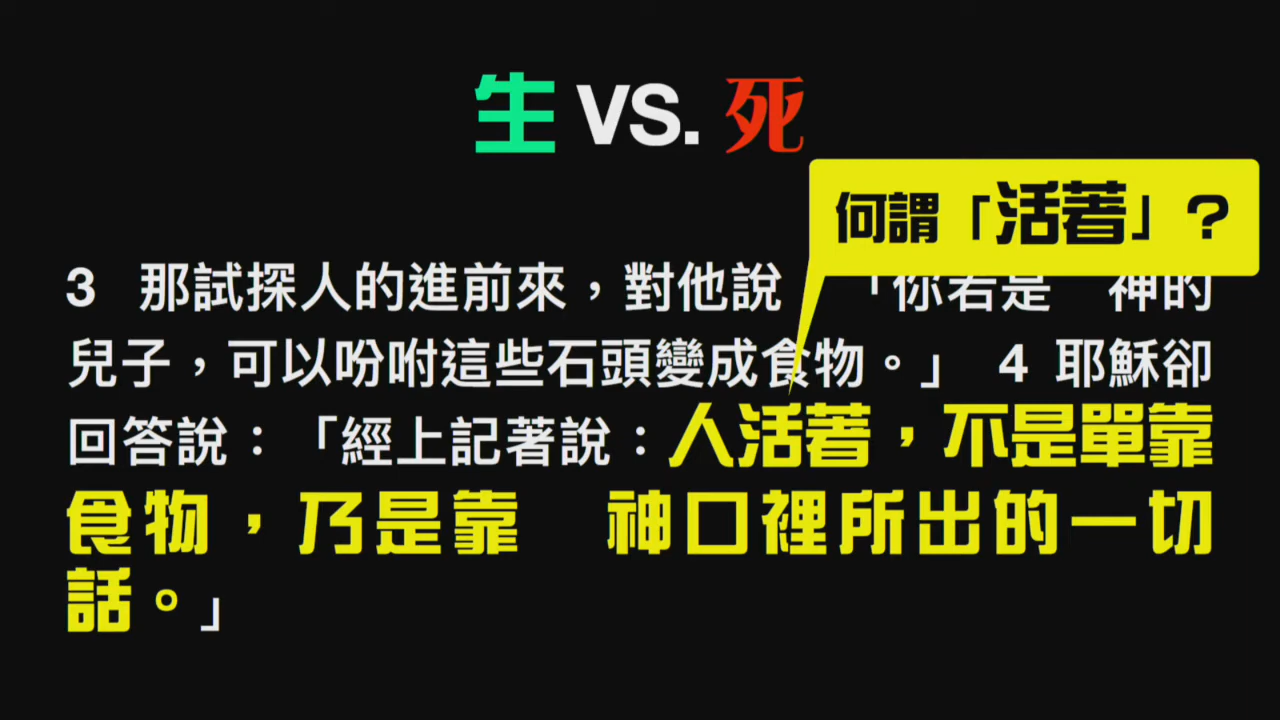 生 VS. 死
何謂「活著」?
3 那試探人的進前來，對他說 「你若是 神的
兒子，可以吩咐這些石頭變成食物。」 4 耶穌卻
回答說：「經上記著說：人活著，不是單靠
食物，乃是靠 神口裡所出的一切
話。」